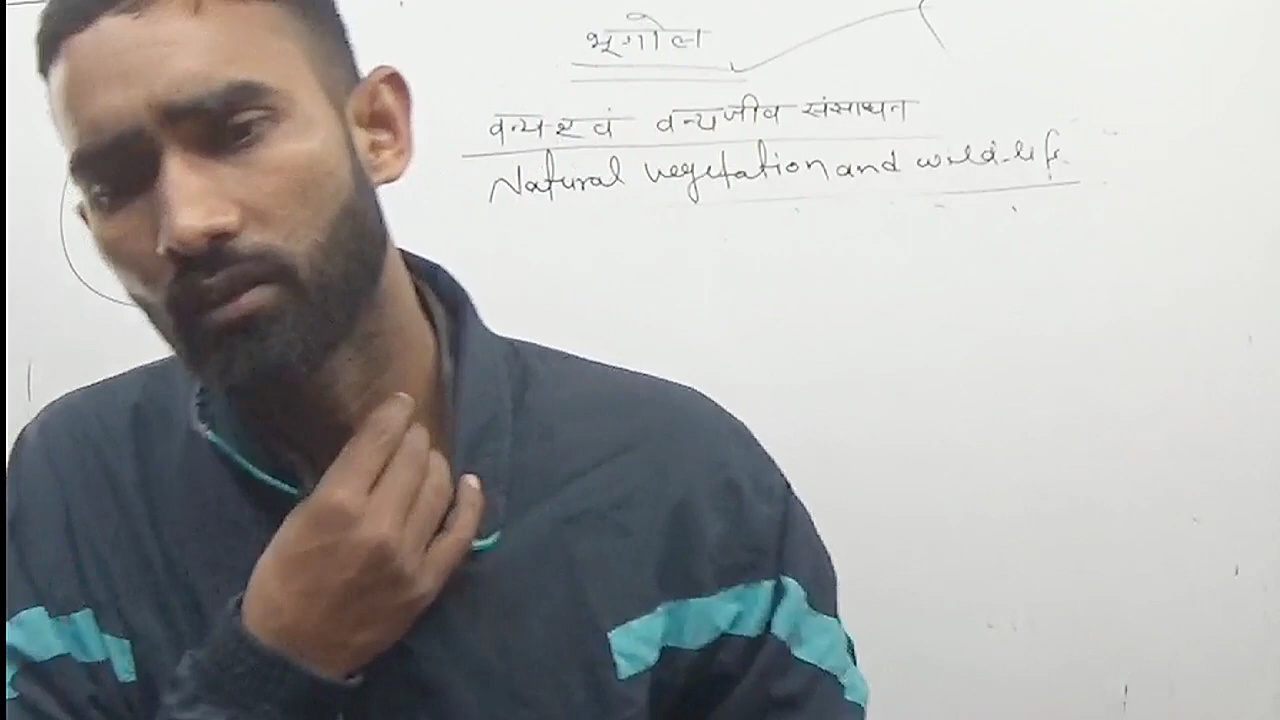 भूगोल
वन्य एवं वन्यजीव संसाधन
Natural vegetation and wild-life